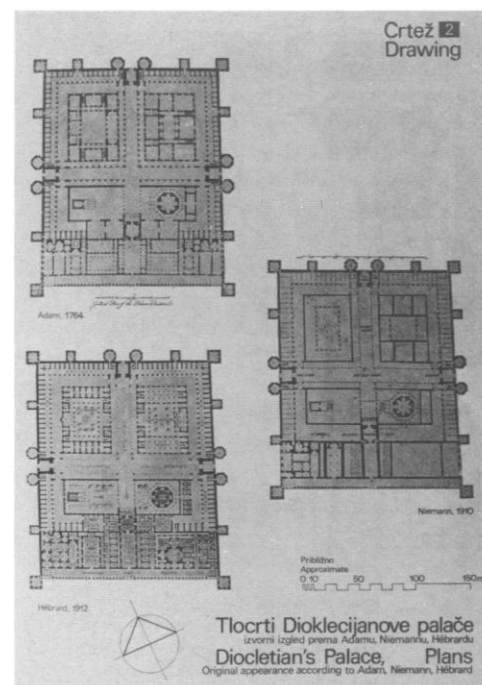 Crtež 2
Drawing
Adam, 1764
Niemann, 1910
Hébrard, 1912
Približno
Approximate
0 10 50 100 150m
Tlocrti Dioklecijanove palače
izvorni izgled prema Adamu, Niemannu, Hébrardu
Diocletian's Palace, Plans
Original appearance according to Adam, Niemann, Hébrard